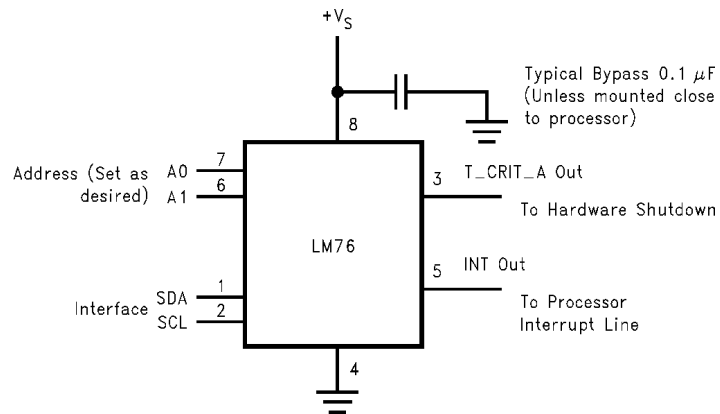 +VS
Typical Bypass 0.1 μF
(Unless mounted close
to processor)
8
Address (Set as
desired)
A0
7
A1
6
3
T_CRIT_A Out
To Hardware Shutdown
LM76
5
INT Out
To Processor
Interrupt Line
Interface
SDA
1
SCL
2
4